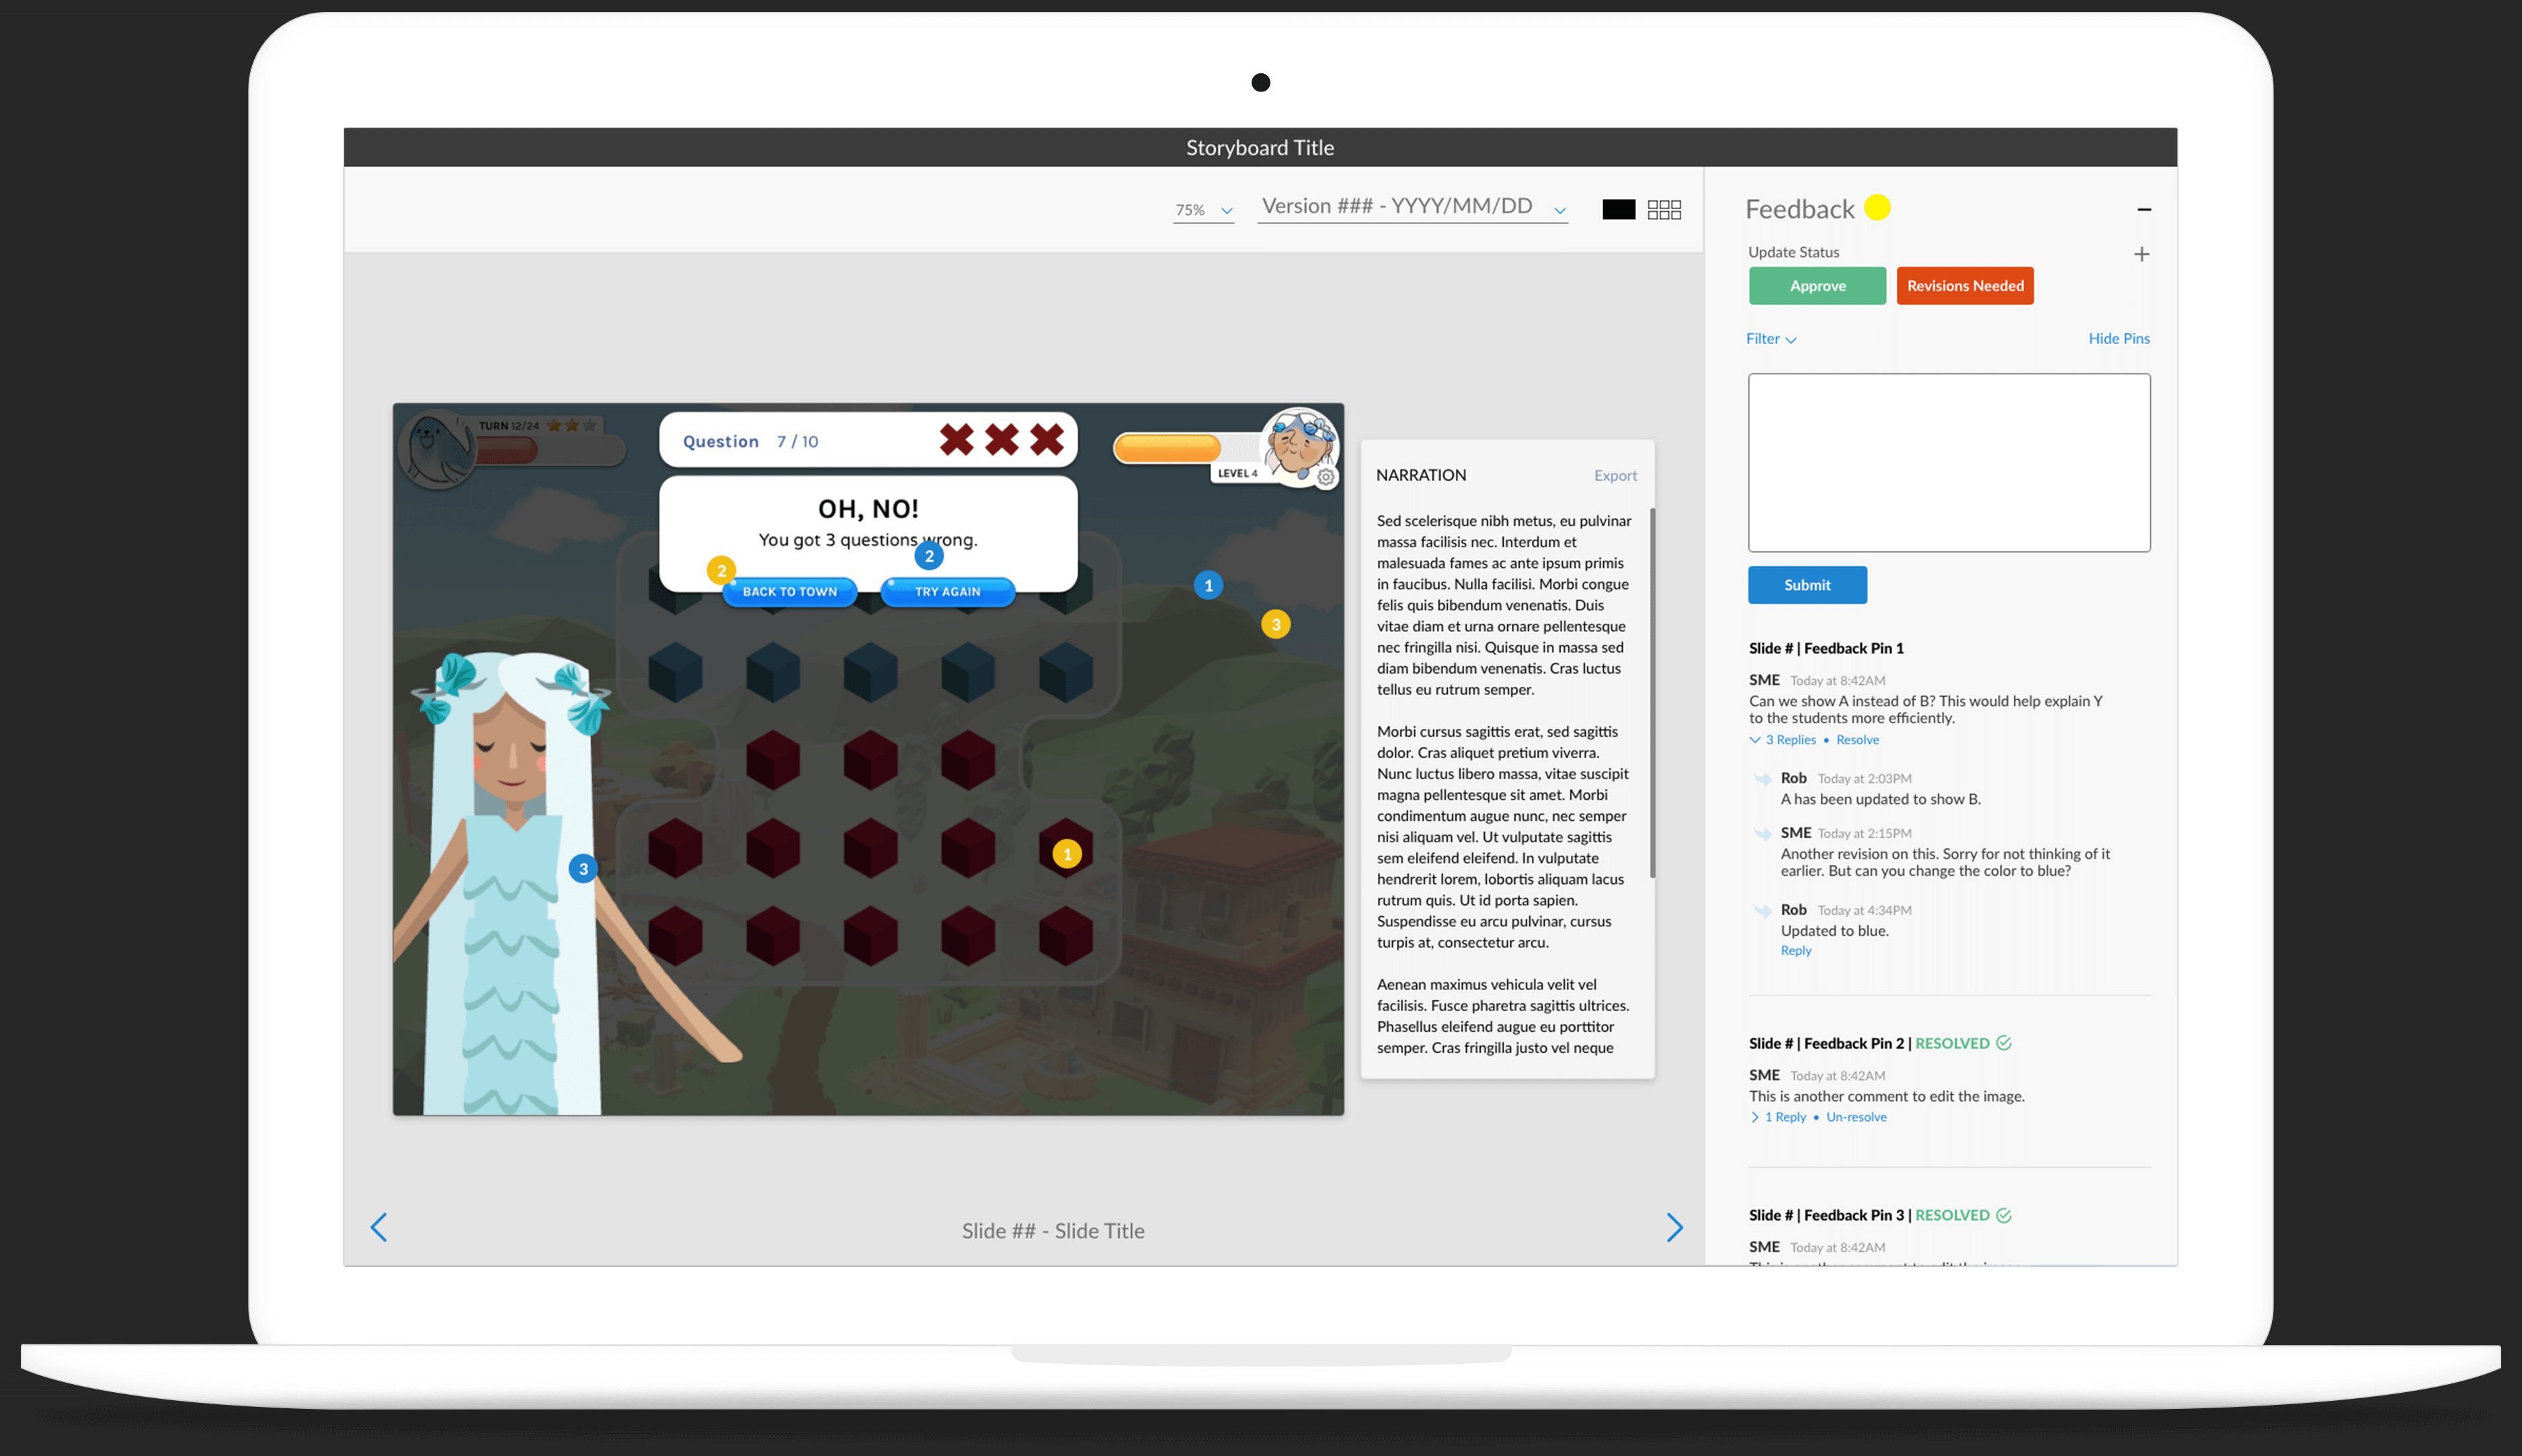 Storyboard Title
75%
Version ### - YYYY/MM/DD
TURN 12/24
Question 7 / 10
LEVEL 4
OH, NO!
You got 3 questions wrong.
2
2
BACK TO TOWN
TRY AGAIN
1
3
1
3
NARRATION
Export
Sed scelerisque nibh metus, eu pulvinar
massa facilisis nec. Interdum et
malesuada fames ac ante ipsum primis
in faucibus. Nulla facilisi. Morbi congue
felis quis bibendum venenatis. Duis
vitae diam et urna ornare pellentesque
nec fringilla nisi. Quisque in massa sed
diam bibendum venenatis. Cras luctus
tellus eu rutrum semper.
Morbi cursus sagittis erat, sed sagittis
dolor. Cras aliquet pretium viverra.
Nunc luctus libero massa, vitae suscipit
magna pellentesque sit amet. Morbi
condimentum augue nunc, nec semper
nisi aliquam vel. Ut vulputate sagittis
sem eleifend eleifend. In vulputate
hendrerit lorem, lobortis aliquam lacus
rutrum quis. Ut id porta sapien.
Suspendisse eu arcu pulvinar, cursus
turpis at, consectetur arcu.
Aenean maximus vehicula velit vel
facilisis. Fusce pharetra sagittis ultrices.
Phasellus eleifend augue eu porttitor
semper. Cras fringilla justo vel neque
Slide ## - Slide Title
Feedback
Update Status
Approve
Revisions Needed
Filter
Hide Pins
Submit
Slide # | Feedback Pin 1
SME Today at 8:42AM
Can we show A instead of B? This would help explain Y
to the students more efficiently.
3 Replies • Resolve
Rob Today at 2:03PM
A has been updated to show B.
SME Today at 2:15PM
Another revision on this. Sorry for not thinking of it
earlier. But can you change the color to blue?
Rob Today at 4:34PM
Updated to blue.
Reply
Slide # | Feedback Pin 2 | RESOLVED
SME Today at 8:42AM
This is another comment to edit the image.
1 Reply • Un-resolve
Slide # | Feedback Pin 3 | RESOLVED
SME Today at 8:42AM